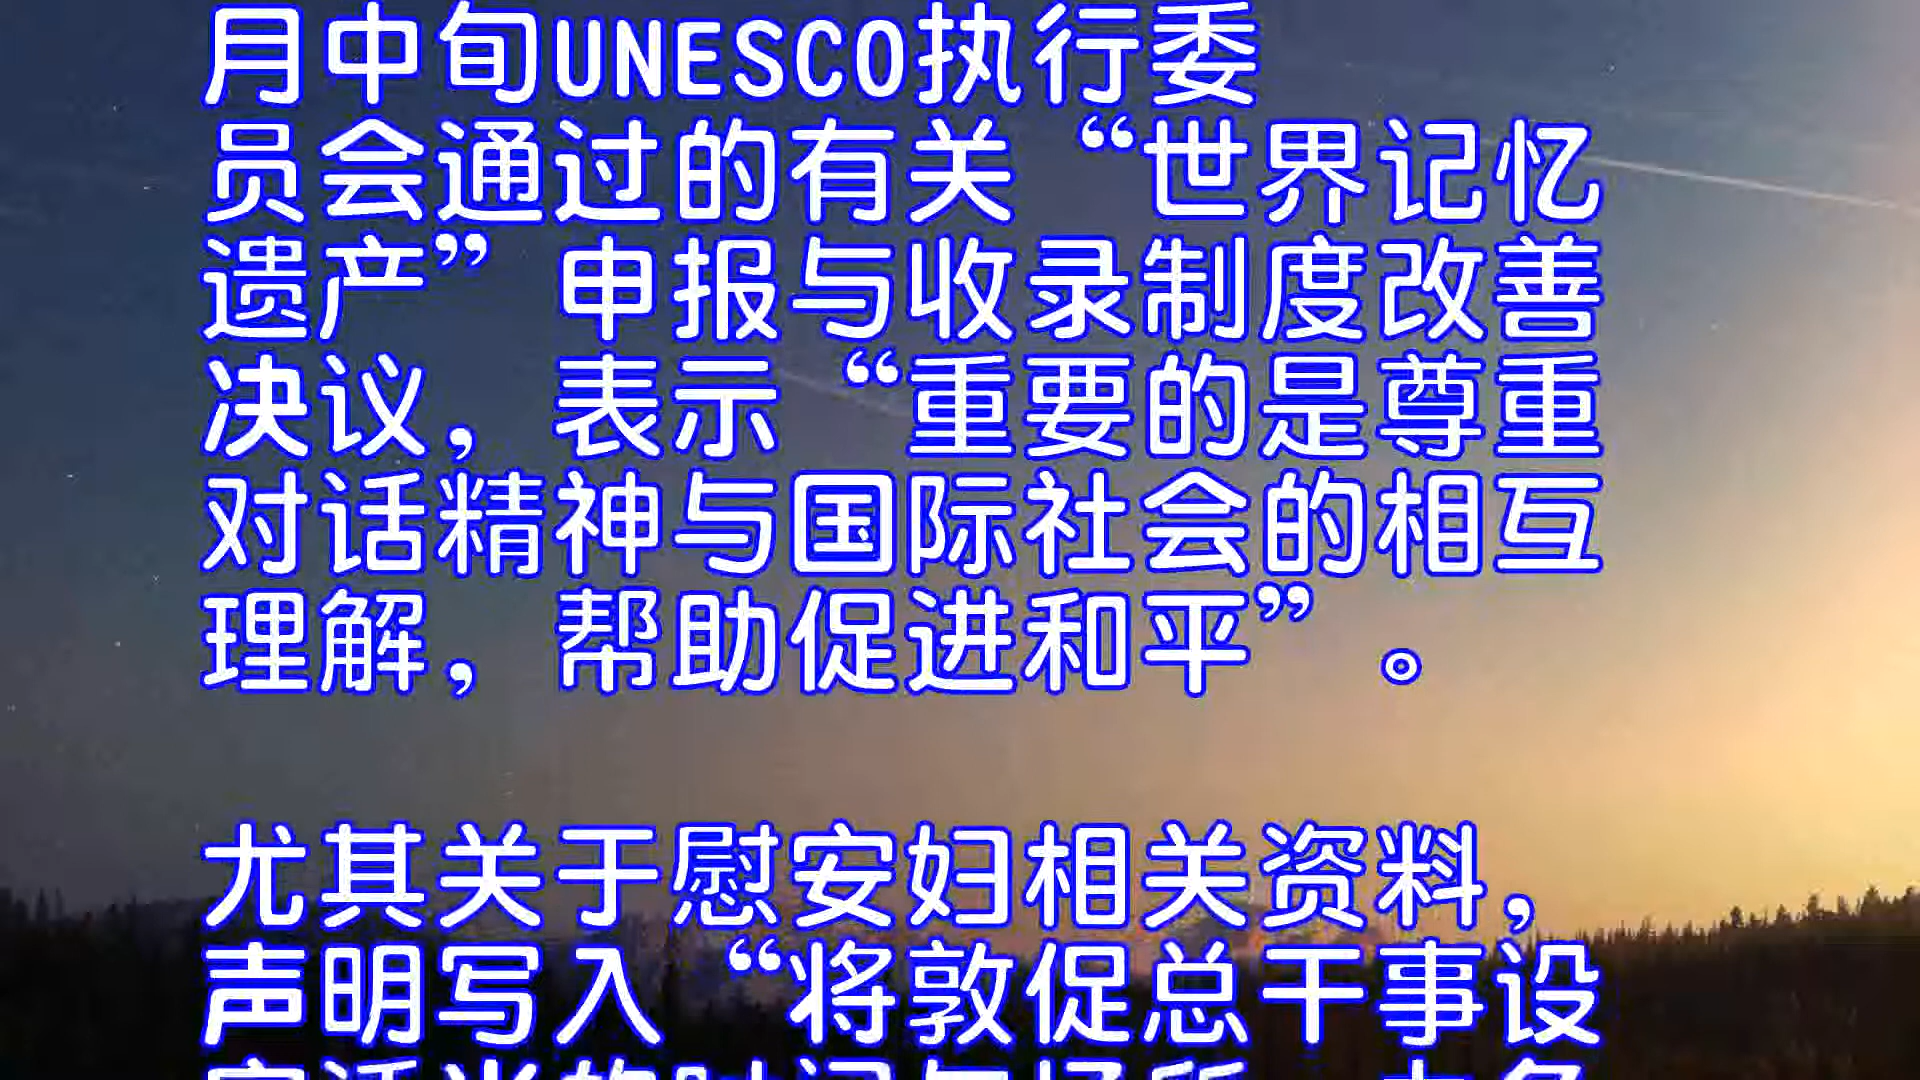 月中旬UNESCO执行委
员会通过的有关“世界记忆
遗产”申报与收录制度改善
决议，表示“重要的是尊重
对话精神与国际社会的相互
理解，帮助促进和平”。
尤其关于慰安妇相关资料，
声明写入“将敦促总干事设